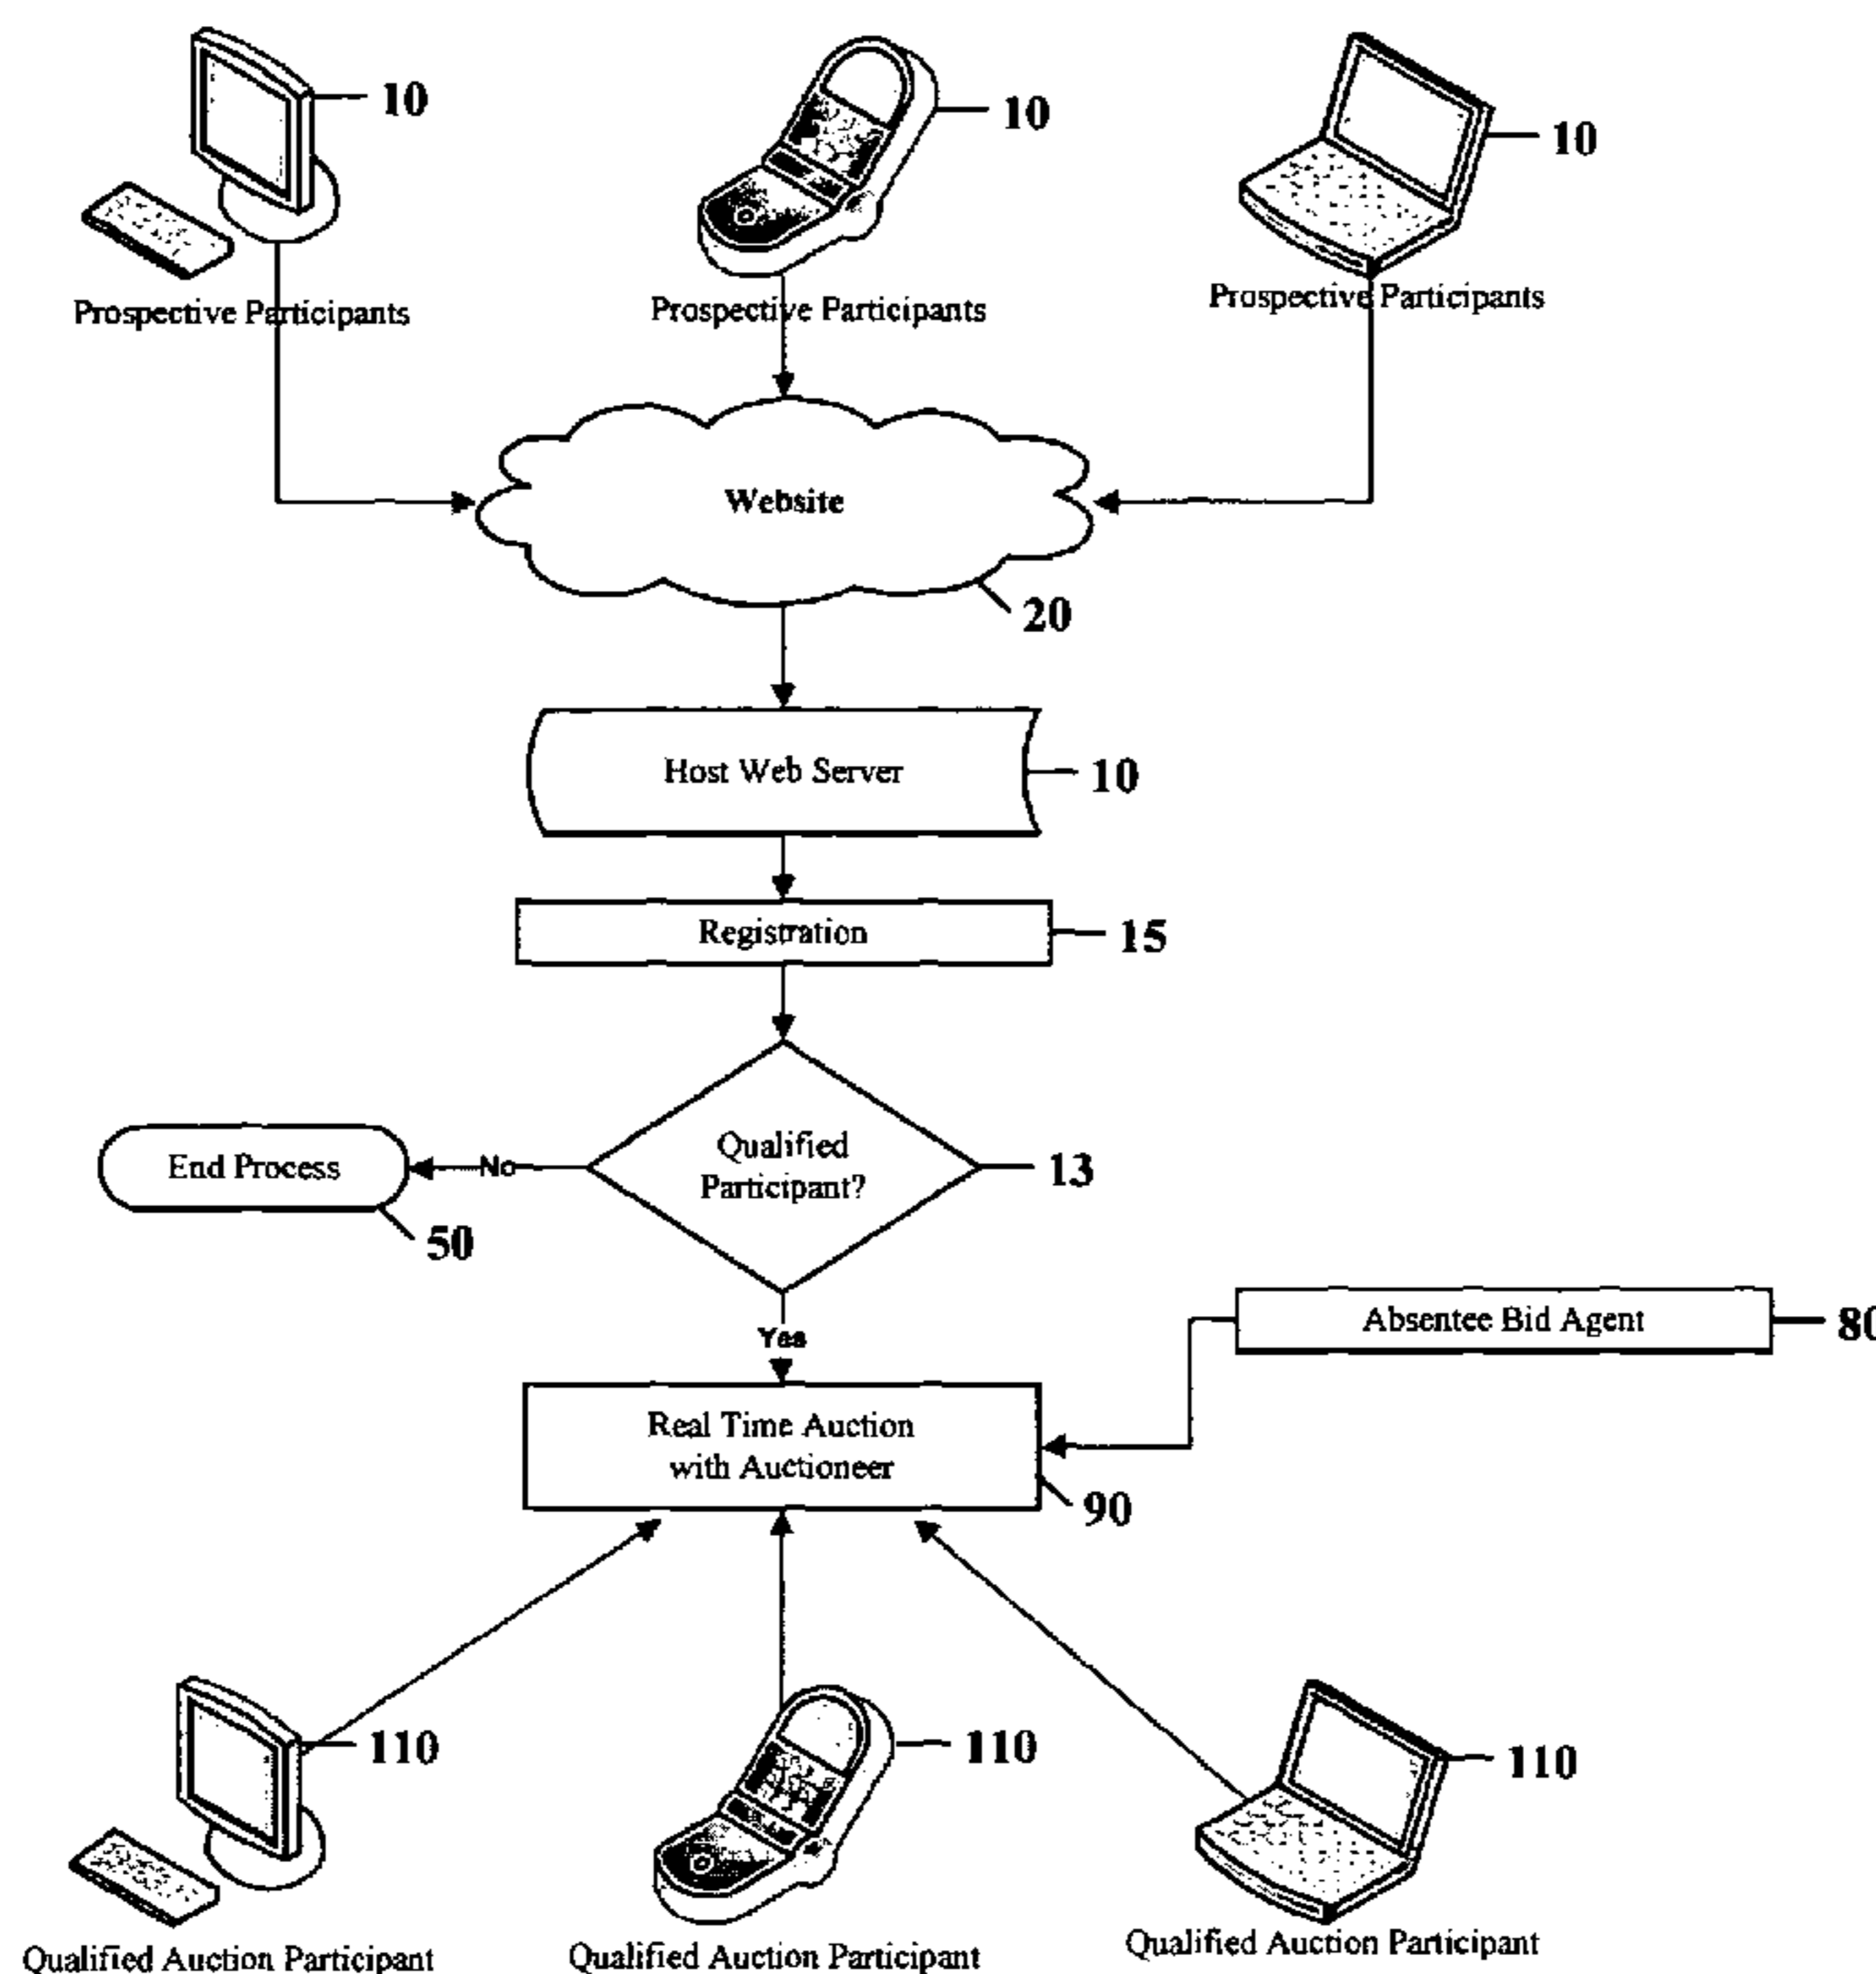 10
10
10
Prospective Participants
Prospective Participants
Prospective Participants
Website
20
Host Web Server
10
Registration
15
Qualified
Participant?
13
No
End Process
50
Yes
Absentee Bid Agent
80
Real Time Auction
with Auctioneer
90
110
110
110
Qualified Auction Participant
Qualified Auction Participant
Qualified Auction Participant